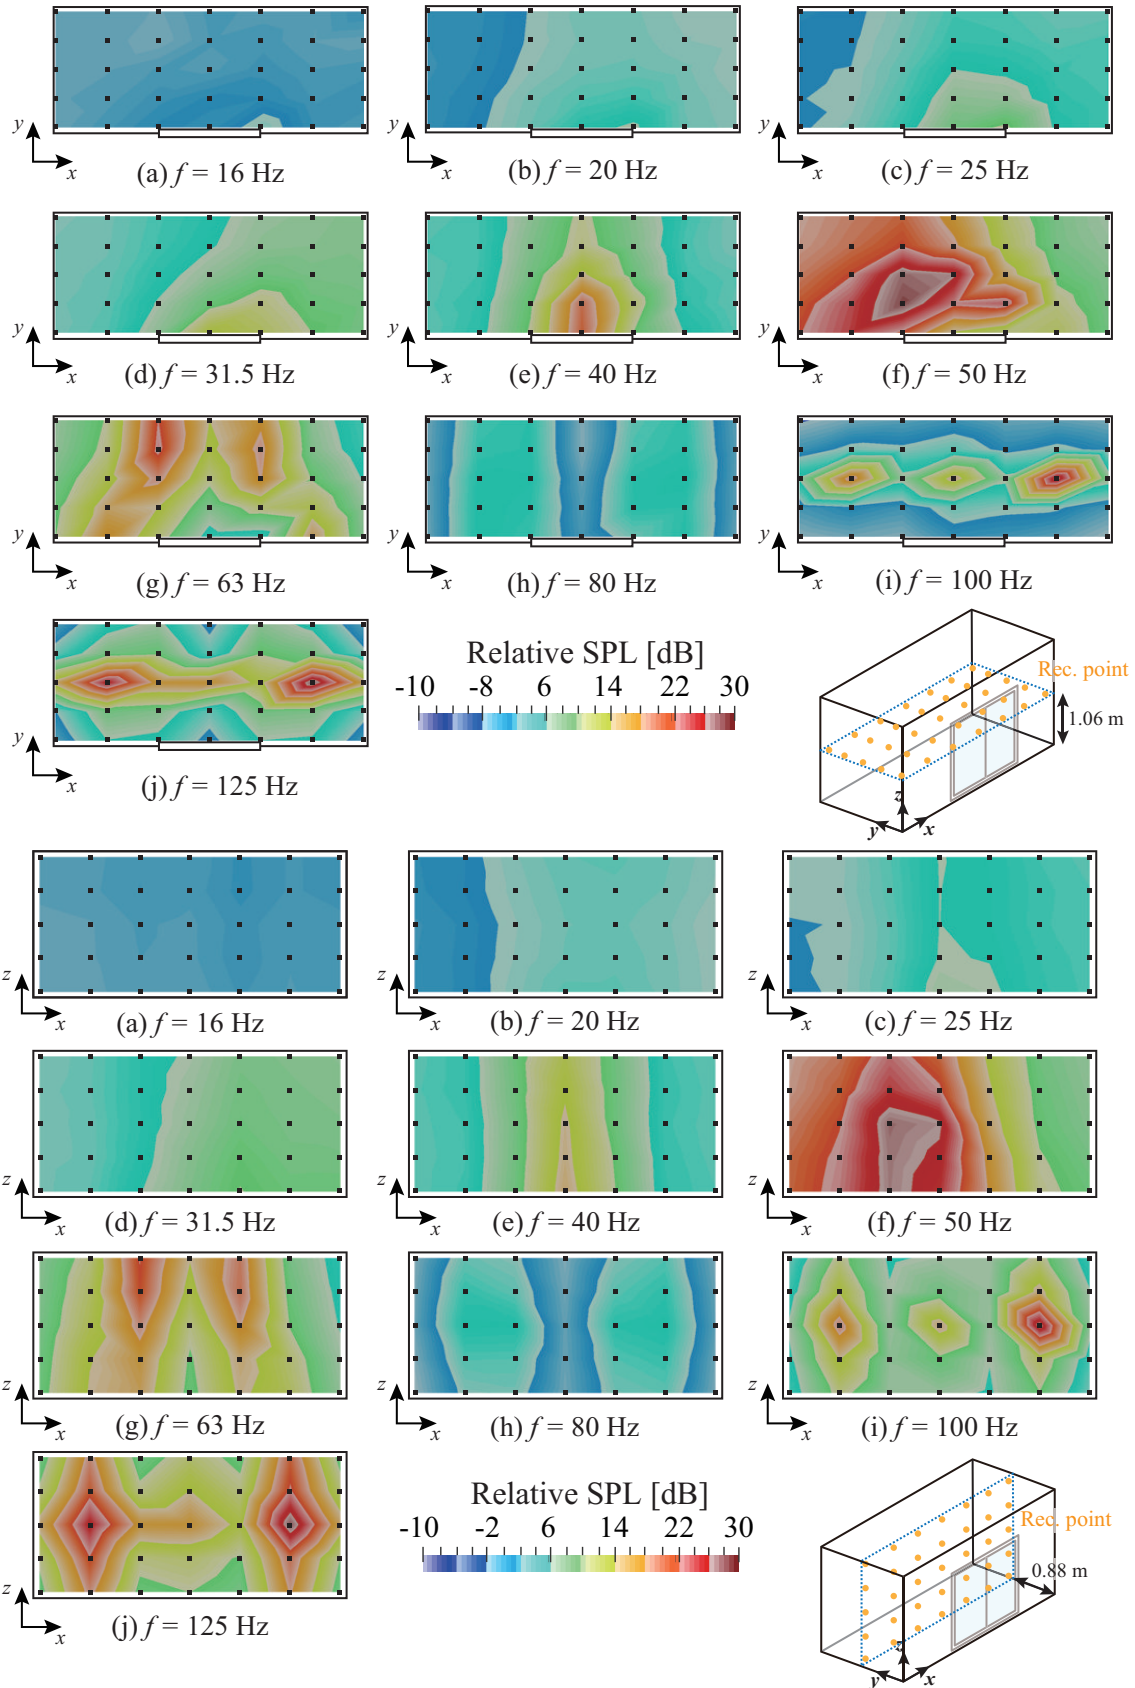 y
x
(a) f = 16 Hz
y
x
(b) f = 20 Hz
y
x
(c) f = 25 Hz
y
x
(d) f = 31.5 Hz
y
x
(e) f = 40 Hz
y
x
(f) f = 50 Hz
y
x
(g) f = 63 Hz
y
x
(h) f = 80 Hz
y
x
(i) f = 100 Hz
y
x
(j) f = 125 Hz
Relative SPL [dB]
-10 -8 6 14 22 30
Rec. point
1.06 m
z
y
x
z
x
(a) f = 16 Hz
z
x
(b) f = 20 Hz
z
x
(c) f = 25 Hz
z
x
(d) f = 31.5 Hz
z
x
(e) f = 40 Hz
z
x
(f) f = 50 Hz
z
x
(g) f = 63 Hz
z
x
(h) f = 80 Hz
z
x
(i) f = 100 Hz
z
x
(j) f = 125 Hz
Relative SPL [dB]
-10 -2 6 14 22 30
Rec. point
0.88 m
z
y
x